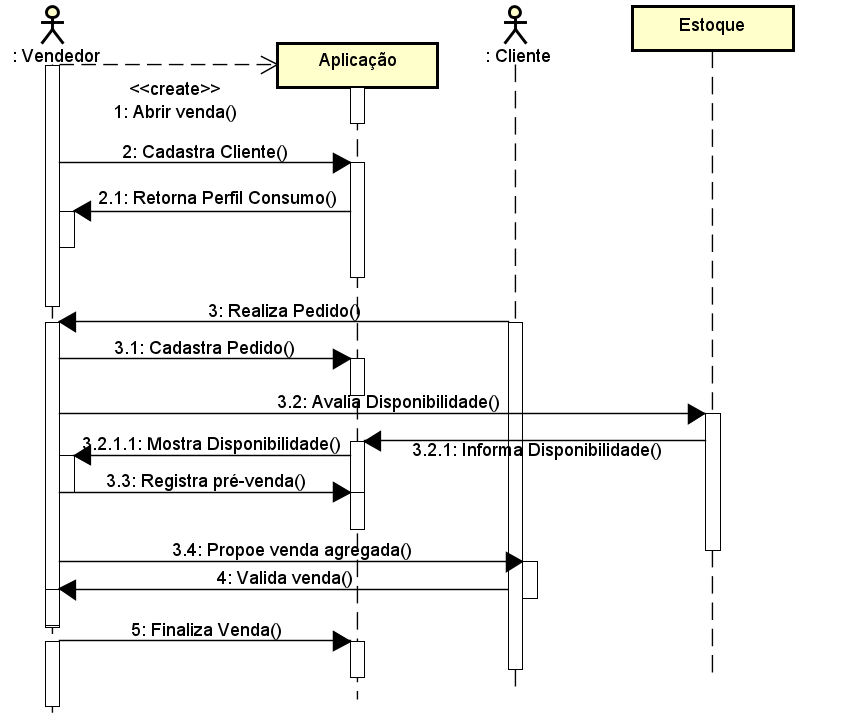 : Vendedor
Aplicação
: Cliente
Estoque
<<create>>
1: Abrir venda()
2: Cadastra Cliente()
2.1: Retorna Perfil Consumo()
3: Realiza Pedido()
3.1: Cadastra Pedido()
3.2: Avalia Disponibilidade()
3.2.1.1: Mostra Disponibilidade()
3.2.1: Informa Disponibilidade()
3.3: Registra pré-venda()
3.4: Propoe venda agregada()
4: Valida venda()
5: Finaliza Venda()